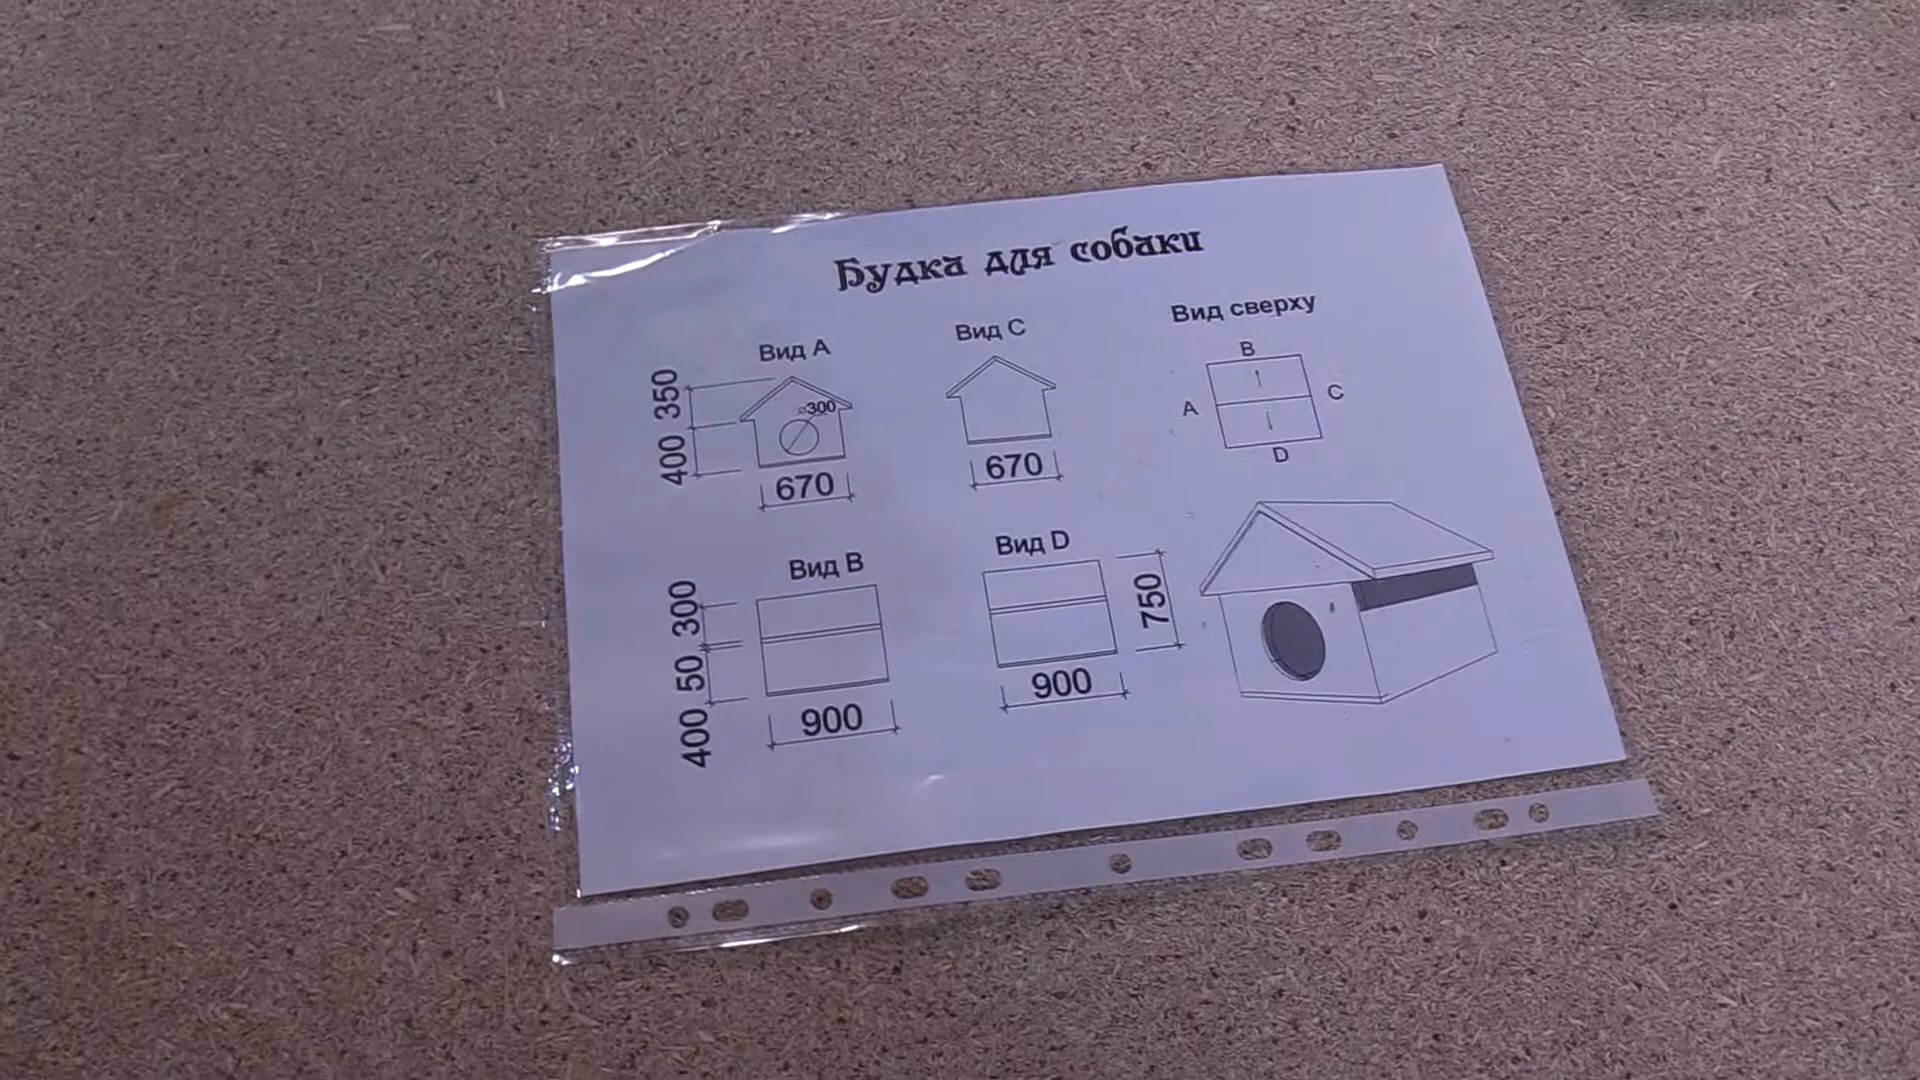 Будка для собаки
Вид А
350
400
⌀300
670
Вид С
670
Вид сверху
B
A
C
D
Вид B
300
50
400
900
Вид D
750
900